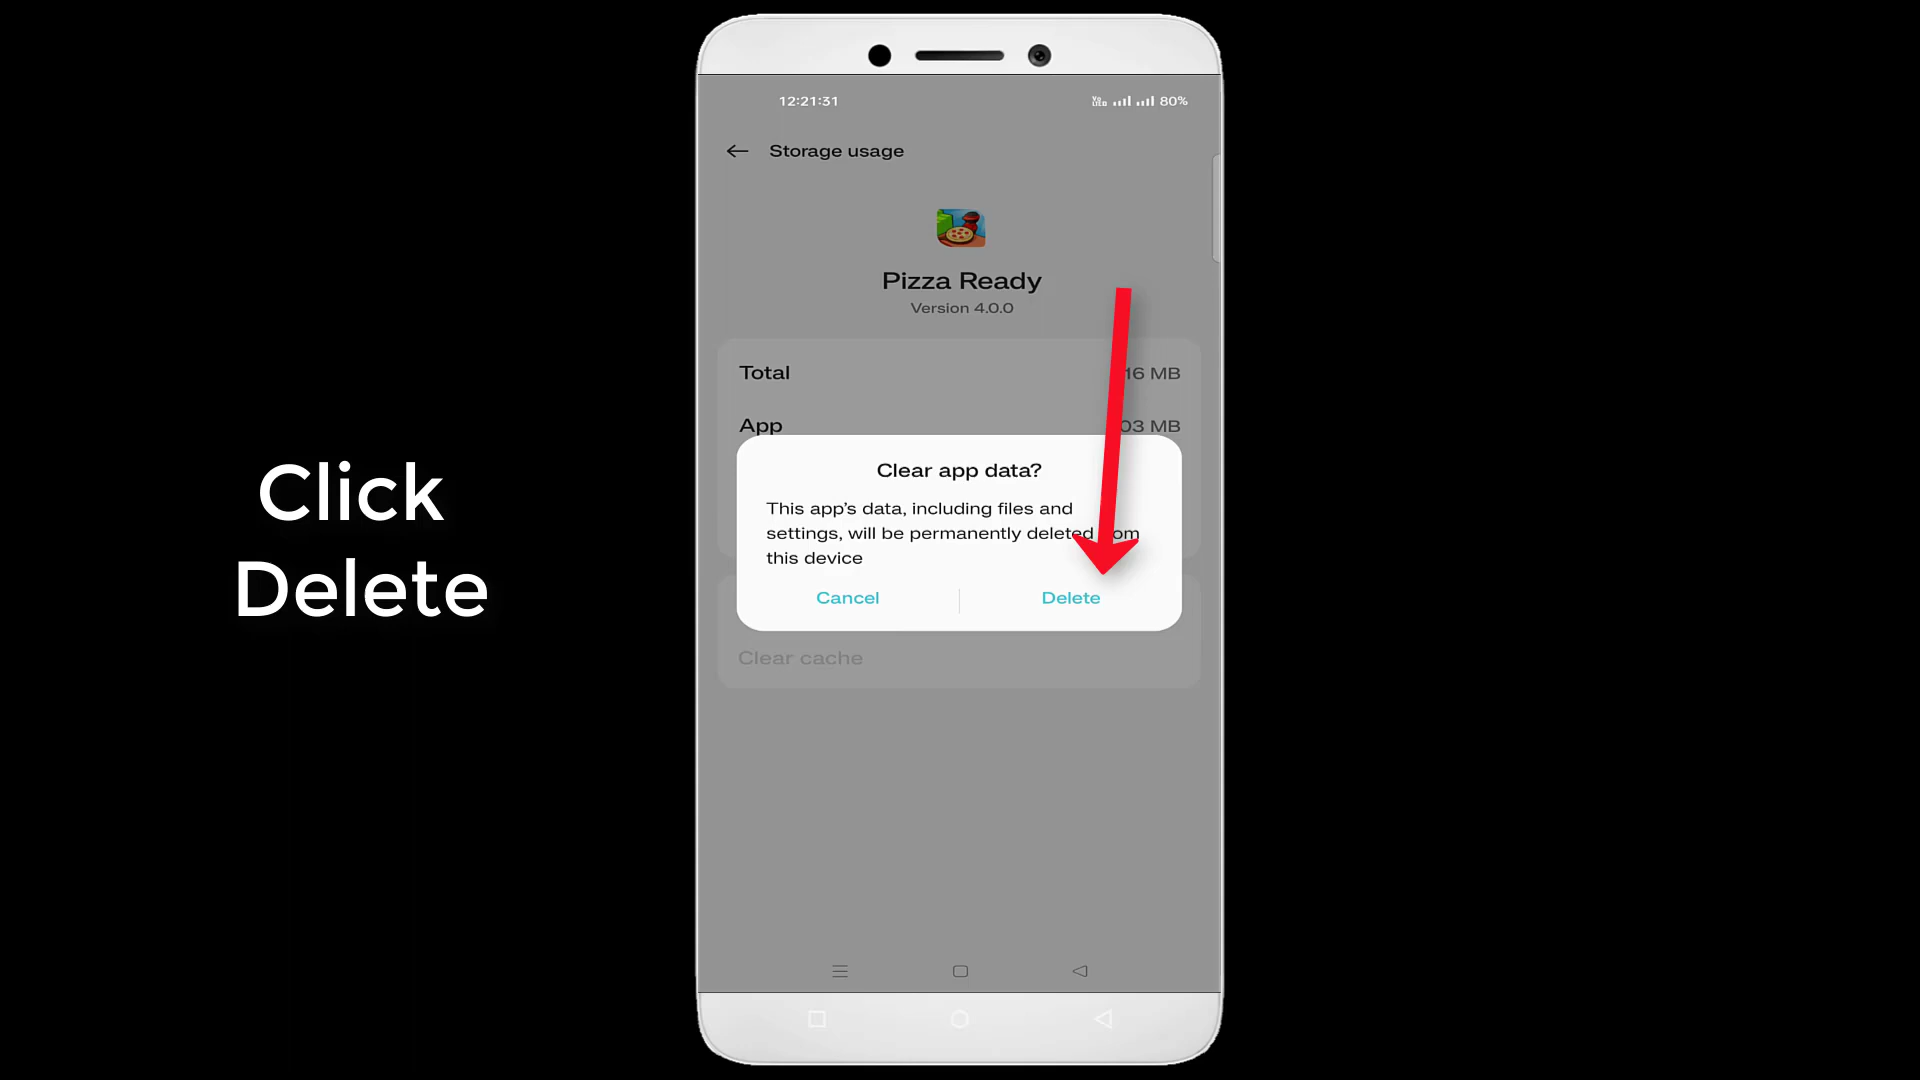 12:21:31
80%
Storage usage
Pizza Ready
Version 4.0.0
Total
16 MB
App
03 MB
Clear app data?
This app's data, including files and
settings, will be permanently deleted from
this device
Cancel
Delete
Clear cache
Click
Delete